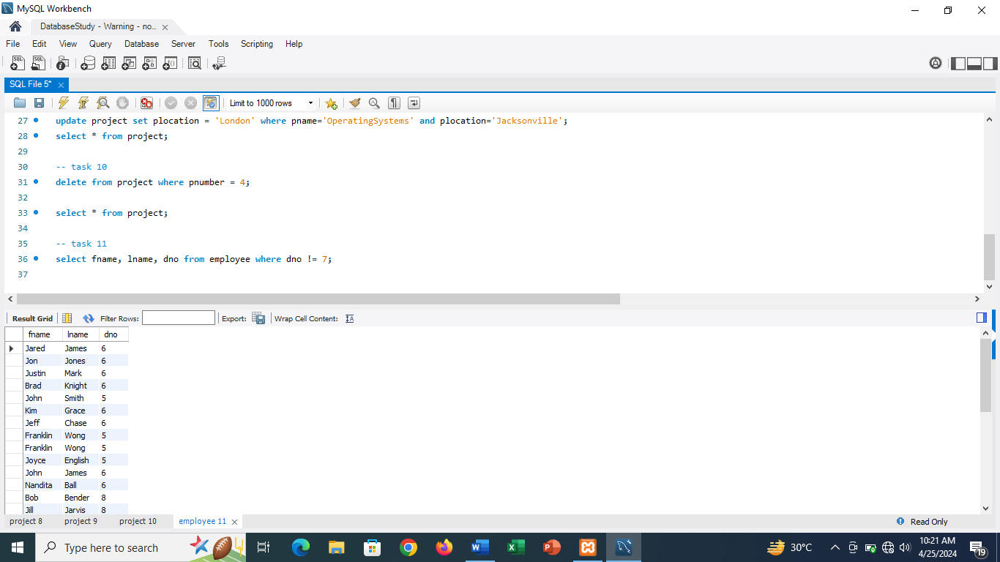 MySQL Workbench
DatabaseStudy - Warning - no...
File Edit View Query Database Server Tools Scripting Help
SQL File 5*
Limit to 1000 rows
27 update project set plocation = 'London' where pname='OperatingSystems' and plocation='Jacksonville';
28 select * from project;
29
30 -- task 10
31 delete from project where pnumber = 4;
32
33 select * from project;
34
35 -- task 11
36 select fname, lname, dno from employee where dno != 7;
37
Result Grid Filter Rows: Export: Wrap Cell Content:
fname lname dno
Jared James 6
Jon Jones 6
Justin Mark 6
Brad Knight 6
John Smith 5
Kim Grace 6
Jeff Chase 6
Franklin Wong 5
Franklin Wong 5
Joyce English 5
John James 6
Nandita Ball 6
Bob Bender 8
Jill Jarvis 8
project 8 project 9 project 10 employee 11 Read Only
Type here to search
30°C
10:21 AM
4/25/2024
19